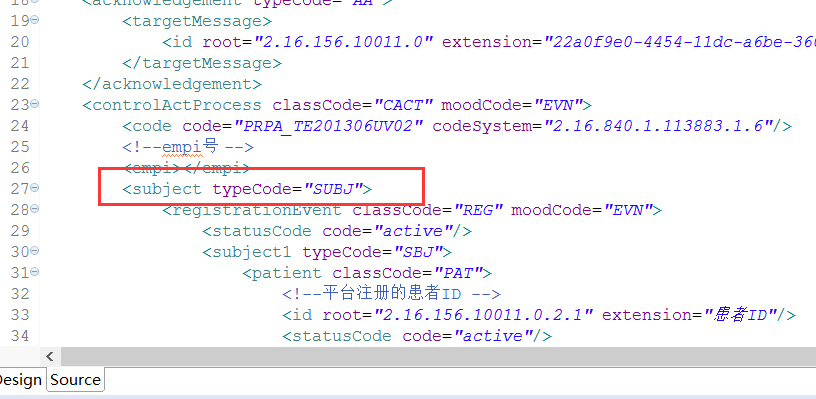 18 <acknowledgement typeCode="AA">
19 <targetMessage>
20 <id root="2.16.156.10011.0" extension="22a0f9e0-4454-11dc-a6be-360
21 </targetMessage>
22 </acknowledgement>
23 <controlActProcess classCode="CACT" moodCode="EVN">
24 <code code="PRPA_TE201306UV02" codeSystem="2.16.840.1.113883.1.6"/>
25 <!--empi号 -->
26 <empi></empi>
27 <subject typeCode="SUBJ">
28 <registrationEvent classCode="REG" moodCode="EVN">
29 <statusCode code="active"/>
30 <subject1 typeCode="SBJ">
31 <patient classCode="PAT">
32 <!--平台注册的患者ID -->
33 <id root="2.16.156.10011.0.2.1" extension="患者ID"/>
34 <statusCode code="active"/>
Design Source